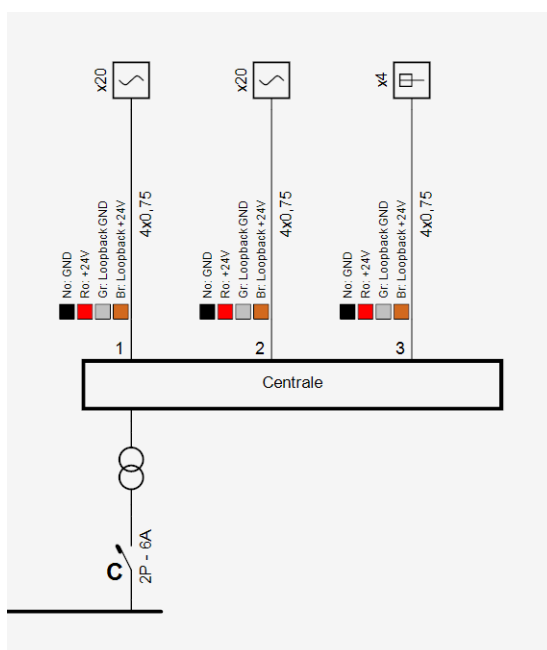 x20
x20
x4
No: GND
Ro: +24V
Gr: Loopback GND
Br: Loopback +24V
4x0,75
No: GND
Ro: +24V
Gr: Loopback GND
Br: Loopback +24V
4x0,75
No: GND
Ro: +24V
Gr: Loopback GND
Br: Loopback +24V
4x0,75
1
2
3
Centrale
C
2P - 6A